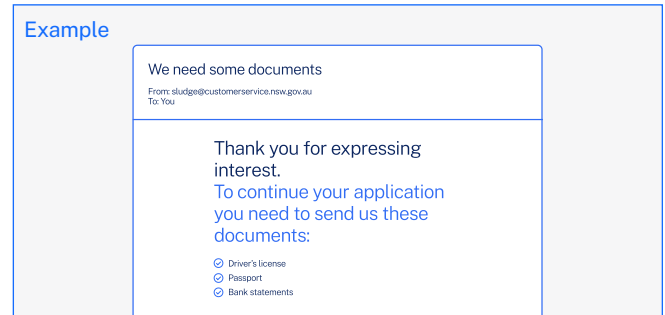 Example
We need some documents
From: sludge@customerservice.nsw.gov.au
To: You
Thank you for expressing
interest.
To continue your application
you need to send us these
documents:
Driver's license
Passport
Bank statements